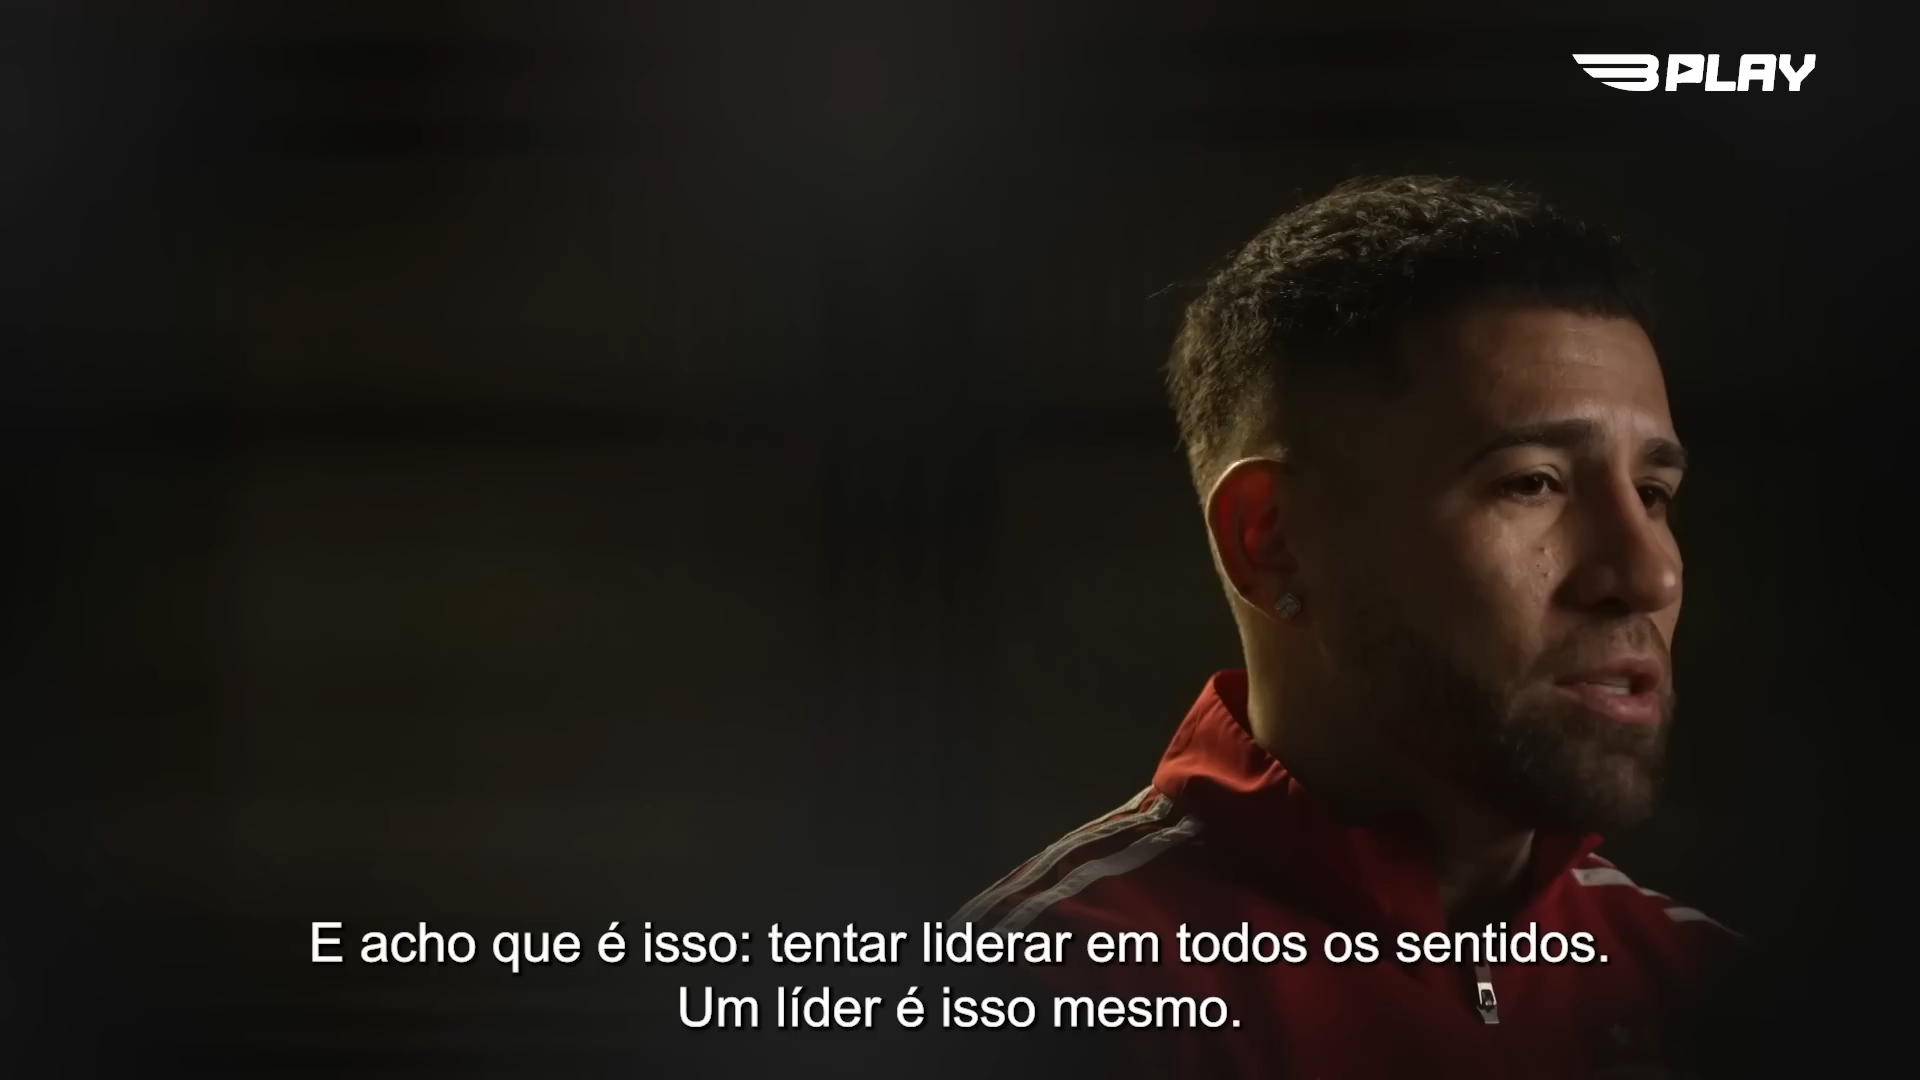 BPLAY
E acho que é isso: tentar liderar em todos os sentidos.
Um líder é isso mesmo.